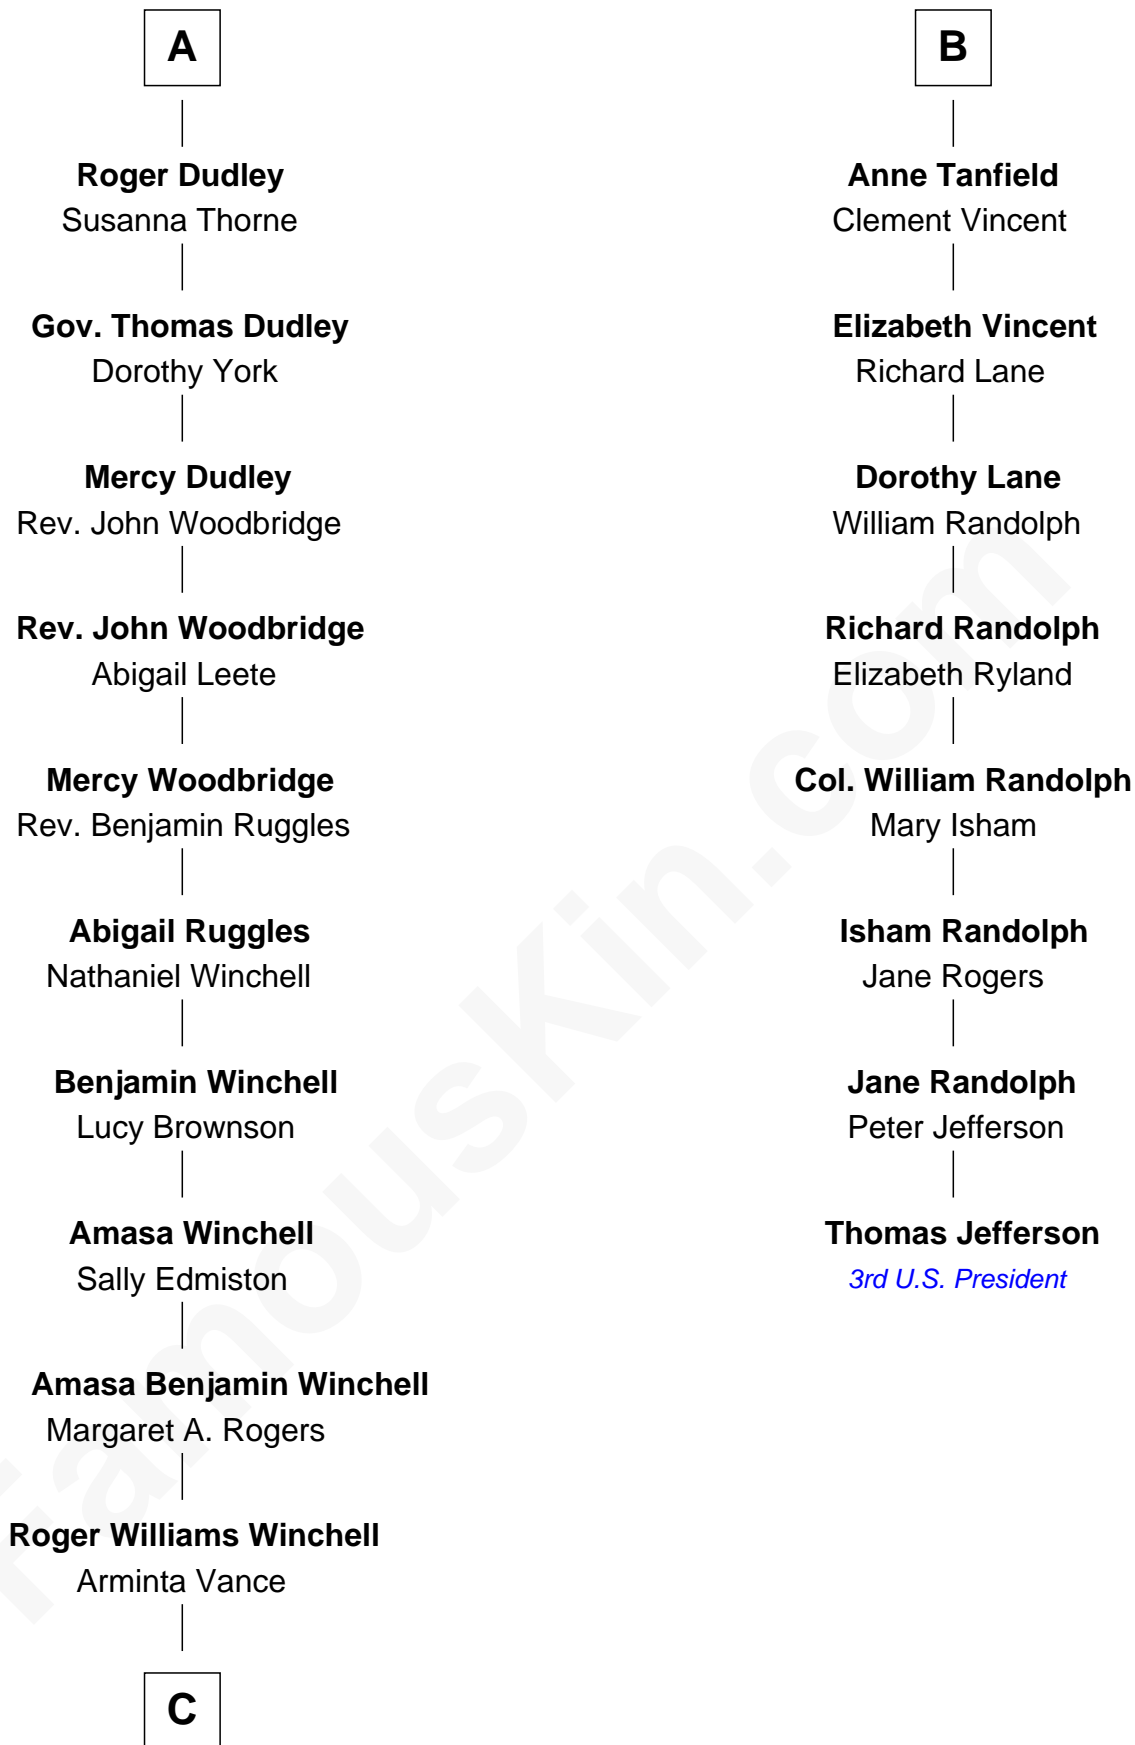 A
Roger Dudley
Susanna Thorne
Gov. Thomas Dudley
Dorothy York
Mercy Dudley
Rev. John Woodbridge
Rev. John Woodbridge
Abigail Leete
Mercy Woodbridge
Rev. Benjamin Ruggles
Abigail Ruggles
Nathaniel Winchell
Benjamin Winchell
Lucy Brownson
Amasa Winchell
Sally Edmiston
Amasa Benjamin Winchell
Margaret A. Rogers
Roger Williams Winchell
Arminta Vance
C
B
Anne Tanfield
Clement Vincent
Elizabeth Vincent
Richard Lane
Dorothy Lane
William Randolph
Richard Randolph
Elizabeth Ryland
Col. William Randolph
Mary Isham
Isham Randolph
Jane Rogers
Jane Randolph
Peter Jefferson
Thomas Jefferson
3rd U.S. President
FamousKin.com